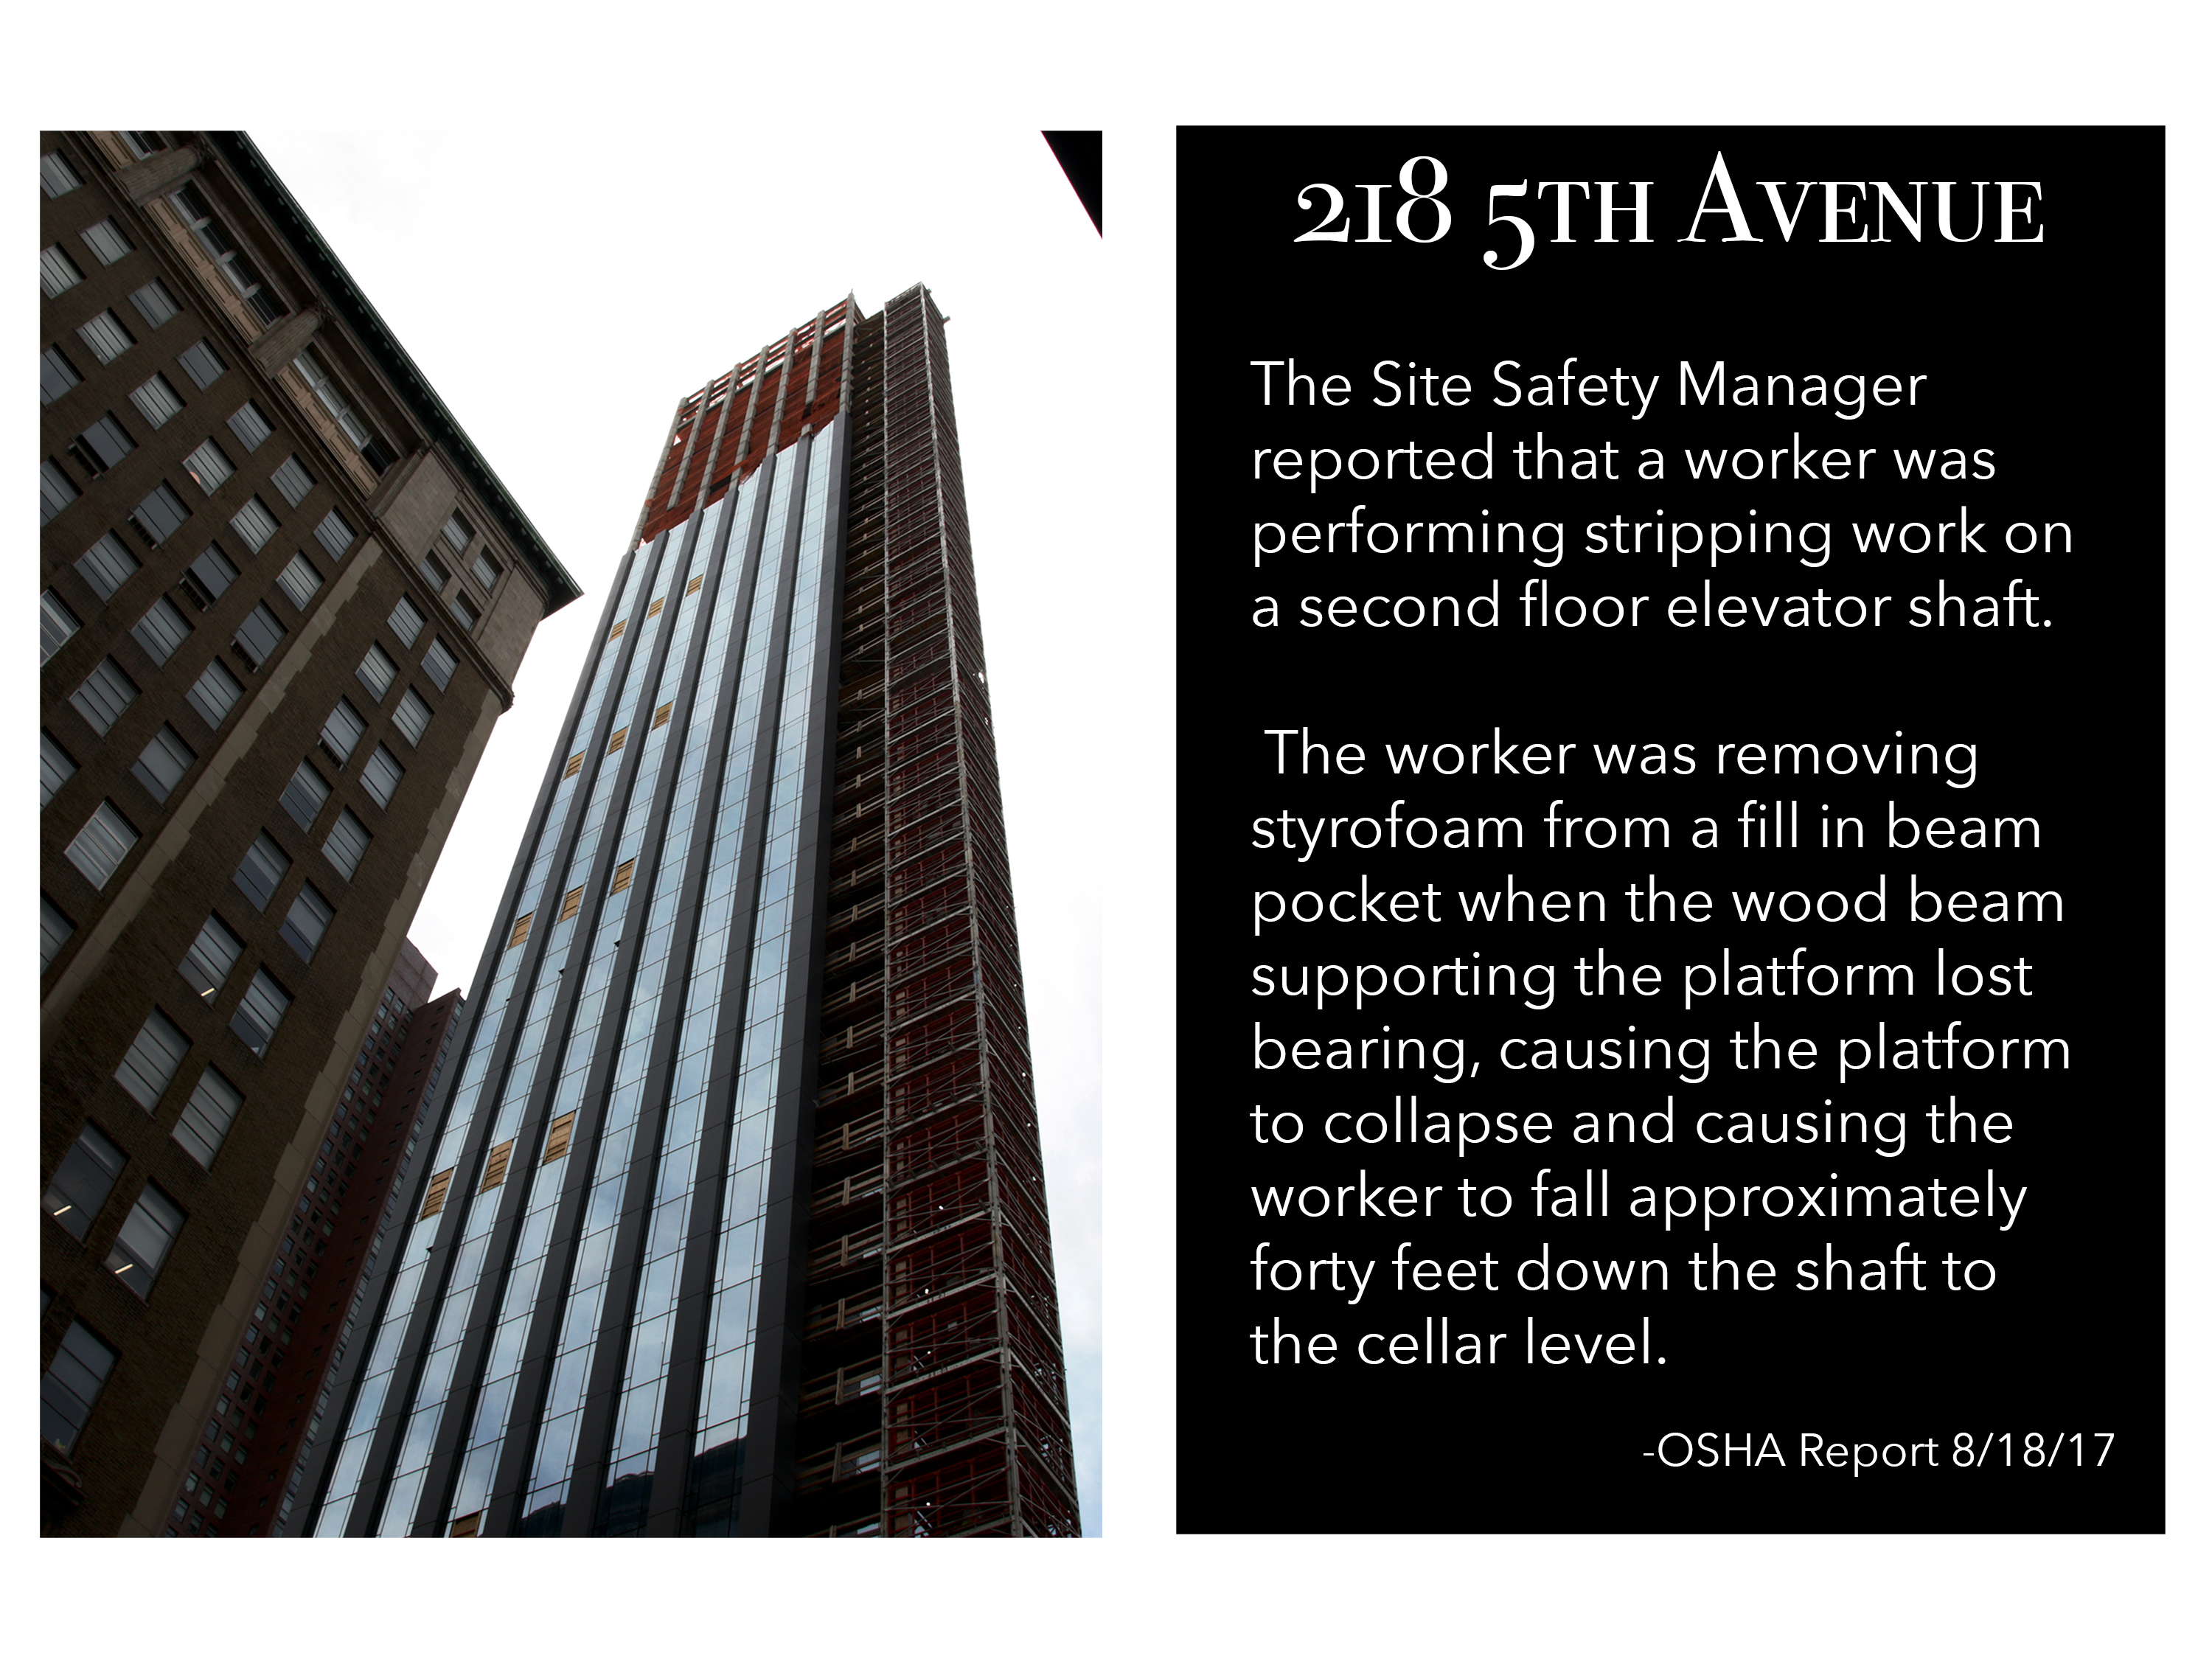 218 5th Avenue
The Site Safety Manager
reported that a worker was
performing stripping work on
a second floor elevator shaft.
The worker was removing
styrofoam from a fill in beam
pocket when the wood beam
supporting the platform lost
bearing, causing the platform
to collapse and causing the
worker to fall approximately
forty feet down the shaft to
the cellar level.
-OSHA Report 8/18/17